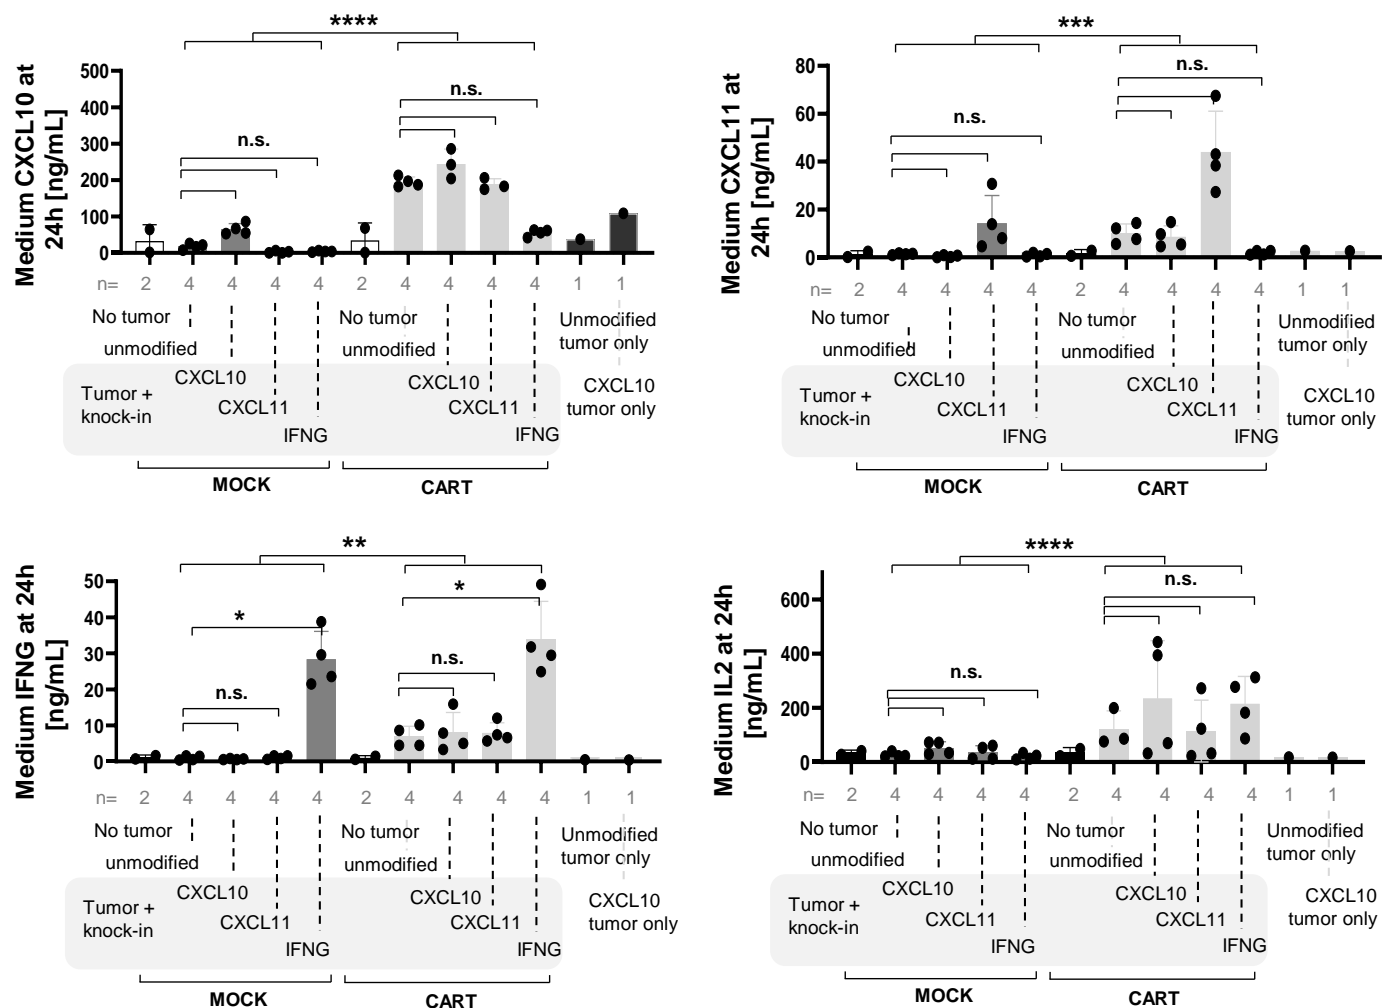 ****
Medium CXCL10 at
24h [ng/mL]
500
400
300
200
100
0
n.s.
n.s.
n= 2 4 4 4 4 2 4 4 4 4 1 1
No tumor
unmodified
CXCL10
CXCL11
IFNG
Tumor +
knock-in
No tumor
unmodified
CXCL10
CXCL11
IFNG
Unmodified
tumor only
CXCL10
tumor only
MOCK
CART
***
Medium CXCL11 at
24h [ng/mL]
80
60
40
20
0
n.s.
n.s.
n= 2 4 4 4 4 2 4 4 4 4 1 1
No tumor
unmodified
CXCL10
CXCL11
IFNG
Tumor +
knock-in
No tumor
unmodified
CXCL10
CXCL11
IFNG
Unmodified
tumor only
CXCL10
tumor only
MOCK
CART
**
Medium IFNG at 24h
[ng/mL]
50
40
30
20
10
0
*
n.s.
*
n.s.
n= 2 4 4 4 4 2 4 4 4 4 1 1
No tumor
unmodified
CXCL10
CXCL11
IFNG
Tumor +
knock-in
No tumor
unmodified
CXCL10
CXCL11
IFNG
Unmodified
tumor only
CXCL10
tumor only
MOCK
CART
****
Medium IL2 at 24h
[ng/mL]
600
400
200
0
n.s.
n.s.
n= 2 4 4 4 4 2 4 4 4 4 1 1
No tumor
unmodified
CXCL10
CXCL11
IFNG
Tumor +
knock-in
No tumor
unmodified
CXCL10
CXCL11
IFNG
Unmodified
tumor only
CXCL10
tumor only
MOCK
CART